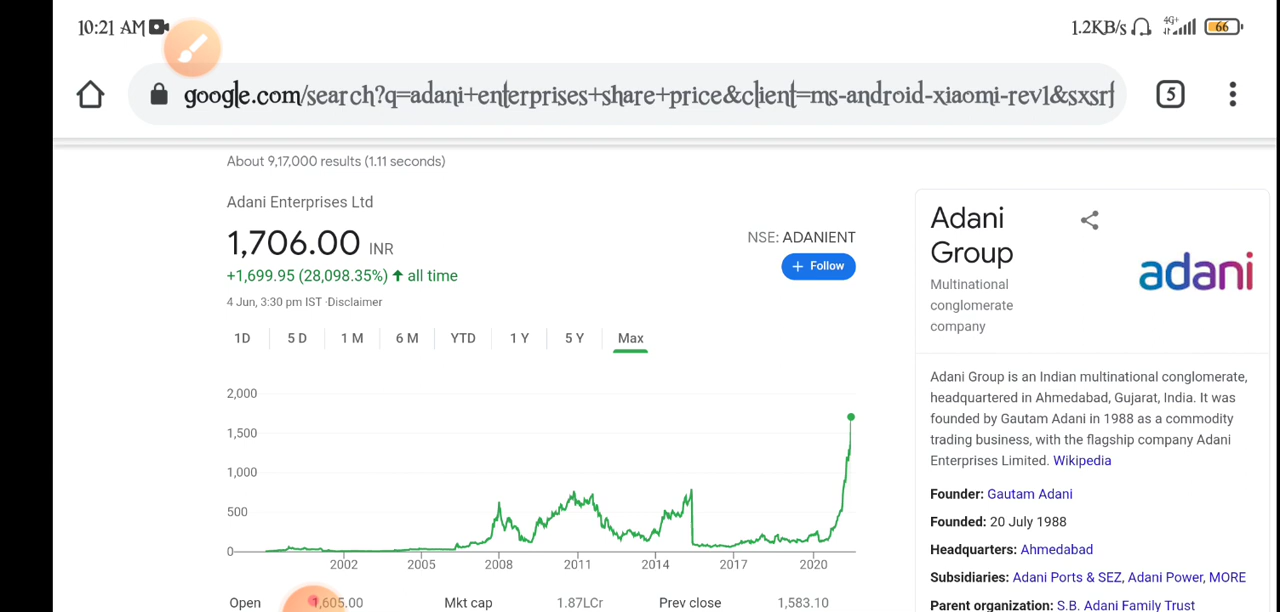 10:21 AM
1.2KB/s
4G+
66
google.com/search?q=adani+enterprises+share+price&client=ms-android-xiaomi-rev1&sxsrf
5
About 9,17,000 results (1.11 seconds)
Adani Enterprises Ltd
1,706.00 INR
NSE: ADANIENT
+ Follow
+1,699.95 (28,098.35%) ↑ all time
4 Jun, 3:30 pm IST ·Disclaimer
1D 5 D 1 M 6 M YTD 1 Y 5 Y Max
2,000
1,500
1,000
500
0
2002 2005 2008 2011 2014 2017 2020
Open 1,605.00 Mkt cap 1.87LCr Prev close 1,583.10
Adani
Group
adani
Multinational
conglomerate
company
Adani Group is an Indian multinational conglomerate,
headquartered in Ahmedabad, Gujarat, India. It was
founded by Gautam Adani in 1988 as a commodity
trading business, with the flagship company Adani
Enterprises Limited. Wikipedia
Founder: Gautam Adani
Founded: 20 July 1988
Headquarters: Ahmedabad
Subsidiaries: Adani Ports & SEZ, Adani Power, MORE
Parent organization: S.B. Adani Family Trust